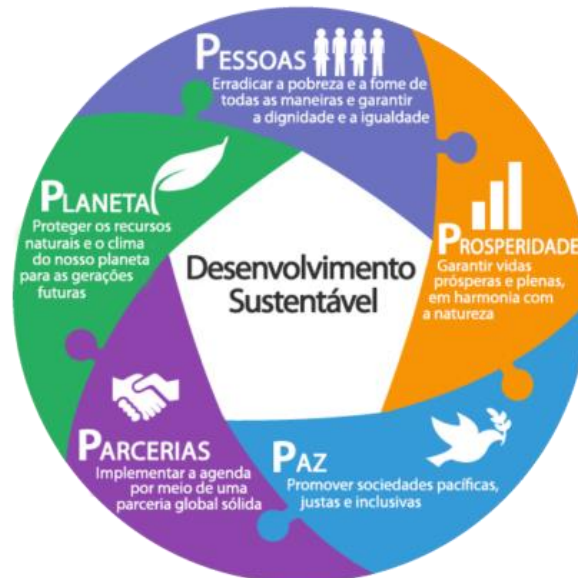 PESSOAS
Erradicar a pobreza e a fome de
todas as maneiras e garantir
a dignidade e a igualdade
PROSPERIDADE
Garantir vidas
prósperas e plenas,
em harmonia com
a natureza
PAZ
Promover sociedades pacíficas,
justas e inclusivas
PARCERIAS
Implementar a agenda
por meio de uma
parceria global sólida
PLANETA
Proteger os recursos
naturais e o clima
do nosso planeta
para as gerações
futuras
Desenvolvimento
Sustentável